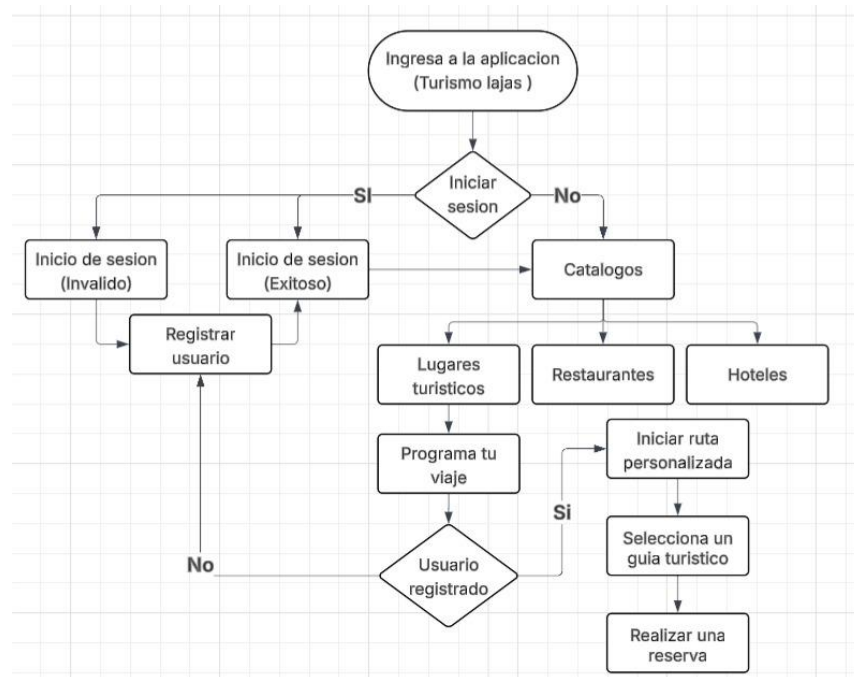 Ingresa a la aplicacion
(Turismo lajas )
Iniciar
sesion
SI
No
Inicio de sesion
(Invalido)
Inicio de sesion
(Exitoso)
Catalogos
Registrar
usuario
Lugares
turisticos
Restaurantes
Hoteles
Programa tu
viaje
Iniciar ruta
personalizada
Si
Selecciona un
guia turistico
Usuario
registrado
No
Realizar una
reserva